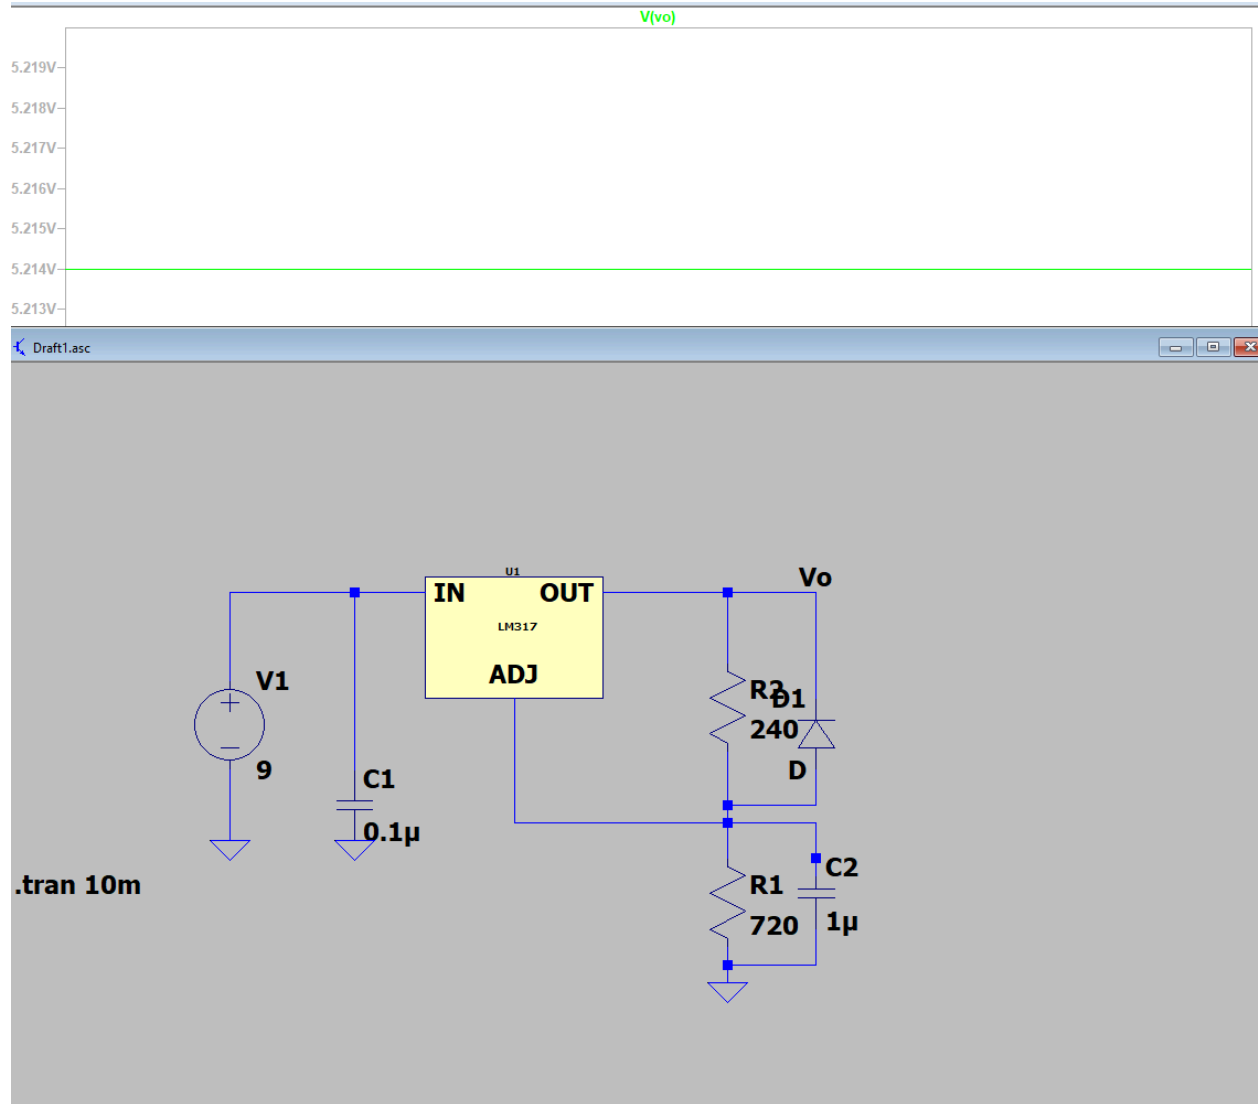 V(vo)
5.219V
5.218V
5.217V
5.216V
5.215V
5.214V
5.213V
Draft1.asc
U1
IN OUT
LM317
ADJ
Vo
V1
9
C1
0.1µ
R2
D1
240
D
.tran 10m
R1
720
C2
1µ